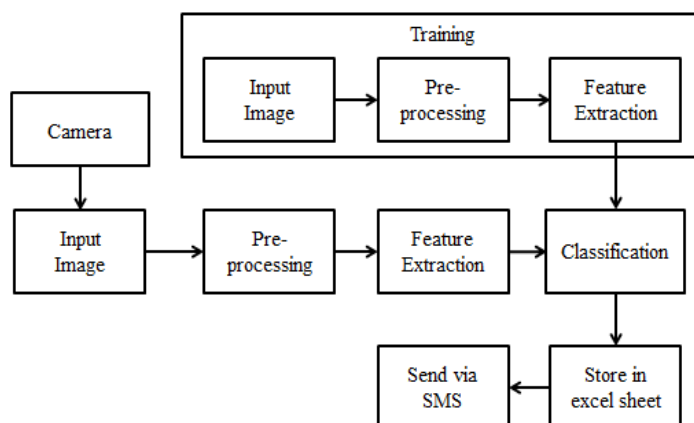 Training
Input
Image
Pre-
processing
Feature
Extraction
Camera
Input
Image
Pre-
processing
Feature
Extraction
Classification
Send via
SMS
Store in
excel sheet